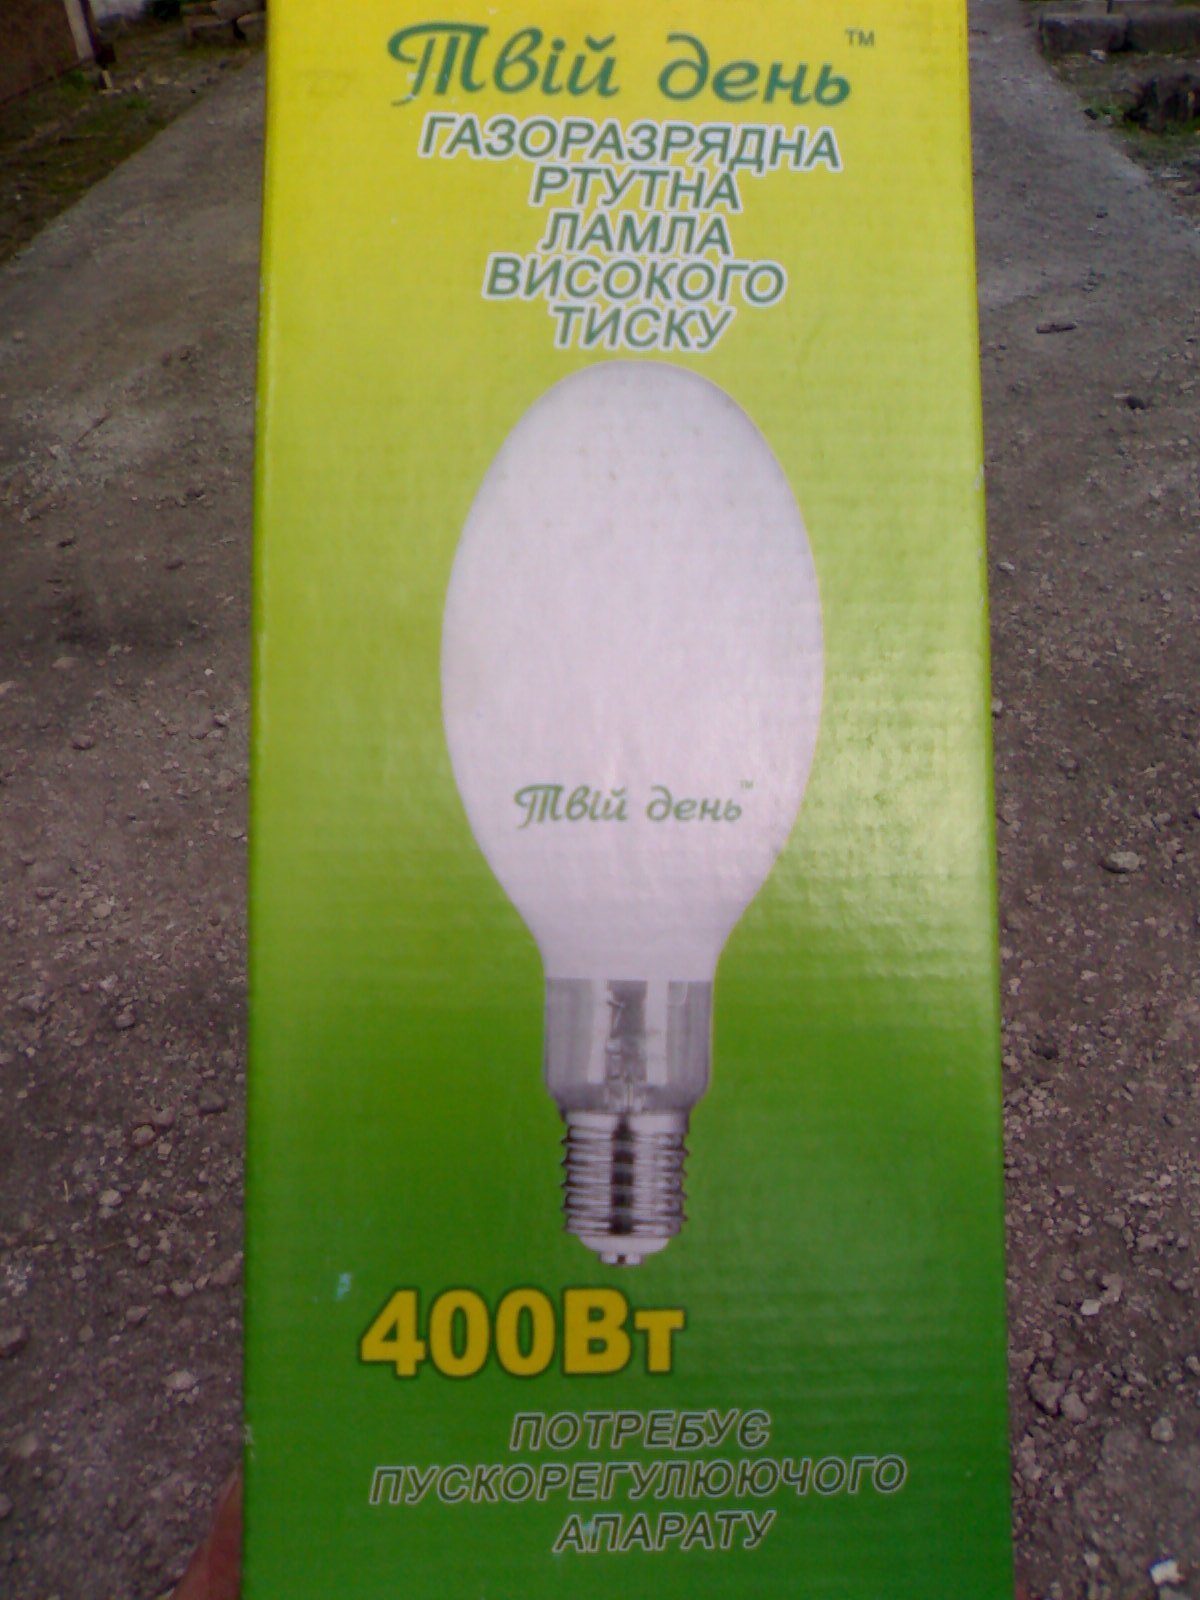 Твій день™
ГАЗОРАЗРЯДНА
РТУТНА
ЛАМЛА
ВИСОКОГО
ТИСКУ
Твій день™
400Вт
ПОТРЕБУЄ
ПУСКОРЕГУЛЮЮЧОГО
АПАРАТУ